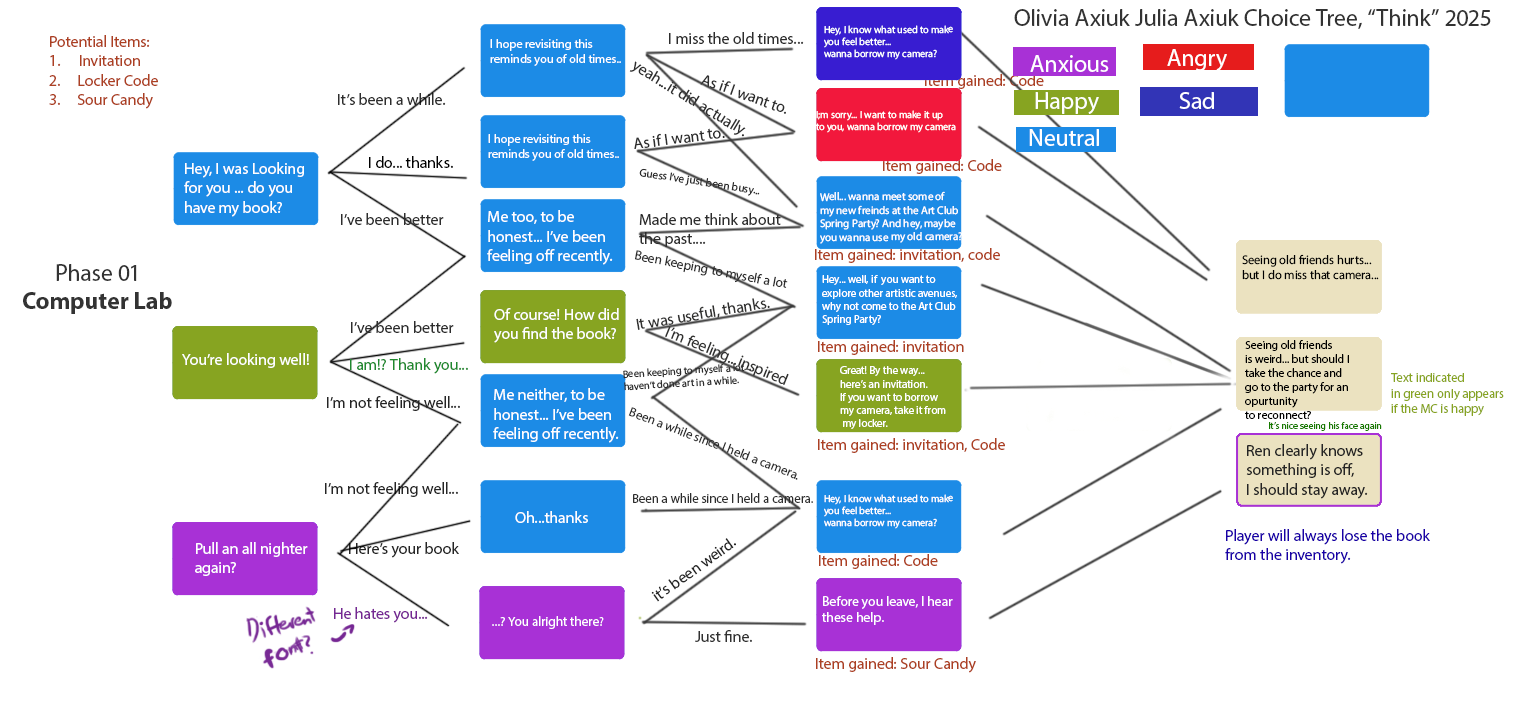 Olivia Axiuk Julia Axiuk Choice Tree, “Think” 2025
Anxious
Angry
Happy
Sad
Neutral
Potential Items:
1. Invitation
2. Locker Code
3. Sour Candy
Phase 01
Computer Lab
Hey, I was Looking
for you ... do you
have my book?
You’re looking well!
Pull an all nighter
again?
Different
font?
It’s been a while.
I do... thanks.
I’ve been better
I’ve been better
I am!? Thank you...
I’m not feeling well...
I’m not feeling well...
Here’s your book
He hates you...
I hope revisiting this
reminds you of old times..
I hope revisiting this
reminds you of old times..
Me too, to be
honest... I’ve been
feeling off recently.
Of course! How did
you find the book?
Me neither, to be
honest... I’ve been
feeling off recently.
Oh...thanks
...? You alright there?
I miss the old times...
As if I want to.
yeah...it did actually.
As if I want to.
Guess I’ve just been busy...
Made me think about
the past....
Been keeping to myself a lot
It was useful, thanks.
I’m feeling...inspired
Been keeping to myself a lot
haven’t done art in a while.
Been a while since I held a camera.
Been a while since I held a camera.
it’s been weird.
Just fine.
Hey, I know what used to make
you feel better...
wanna borrow my camera?
Item gained: Code
I’m sorry... I want to make it up
to you, wanna borrow my camera
Item gained: Code
Well... wanna meet some of
my new freinds at the Art Club
Spring Party? And hey, maybe
you wanna use my old camera?
Item gained: invitation, code
Hey... well, if you want to
explore other artistic avenues,
why not come to the Art Club
Spring Party?
Item gained: invitation
Great! By the way...
here’s an invitation.
If you want to borrow
my camera, take it from
my locker.
Item gained: invitation, Code
Hey, I know what used to make
you feel better...
wanna borrow my camera?
Item gained: Code
Before you leave, I hear
these help.
Item gained: Sour Candy
Seeing old friends hurts...
but I do miss that camera...
Seeing old friends
is weird... but should I
take the chance and
go to the party for an
opurtunity
to reconnect?
It’s nice seeing his face again
Text indicated
in green only appears
if the MC is happy
Ren clearly knows
something is off,
I should stay away.
Player will always lose the book
from the inventory.